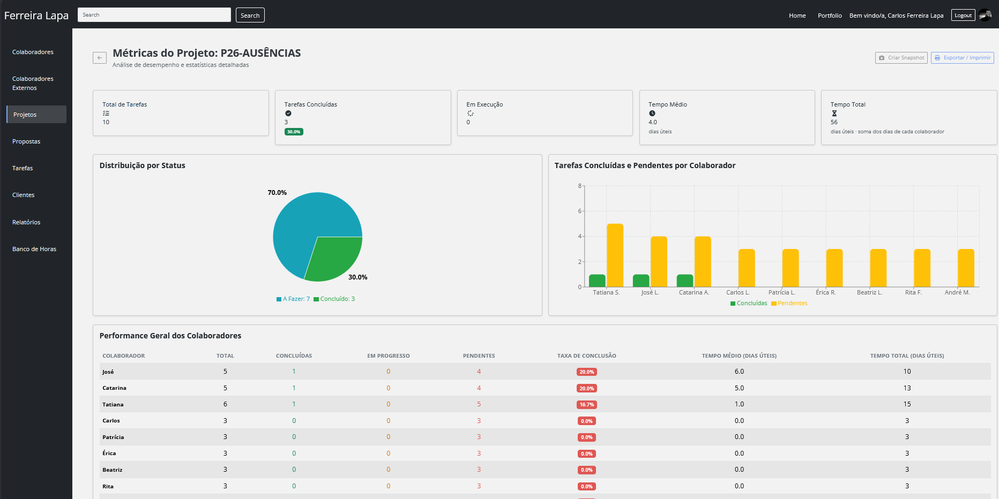 Ferreira Lapa
Search
Search
Home
Portfolio
Bem vindo/a, Carlos Ferreira Lapa
Logout
Colaboradores
Colaboradores
Externos
Projetos
Propostas
Tarefas
Clientes
Relatórios
Banco de Horas
Métricas do Projeto: P26-AUSÊNCIAS
Análise de desempenho e estatísticas detalhadas
Criar Snapshot
Exportar / Imprimir
Total de Tarefas
10
Tarefas Concluídas
3
30.0%
Em Execução
0
Tempo Médio
4.0
dias úteis
Tempo Total
56
dias úteis · soma dos dias de cada colaborador
Distribuição por Status
70.0%
30.0%
A Fazer: 7 Concluído: 3
Tarefas Concluídas e Pendentes por Colaborador
8
6
4
2
0
Tatiana S. José L. Catarina A. Carlos L. Patrícia L. Érica R. Beatriz L. Rita F. André M.
Concluídas Pendentes
Performance Geral dos Colaboradores
COLABORADOR TOTAL CONCLUÍDAS EM PROGRESSO PENDENTES TAXA DE CONCLUSÃO TEMPO MÉDIO (DIAS ÚTEIS) TEMPO TOTAL (DIAS ÚTEIS)
José 5 1 0 4 20.0% 6.0 10
Catarina 5 1 0 4 20.0% 5.0 13
Tatiana 6 1 0 5 16.7% 1.0 15
Carlos 3 0 0 3 0.0% 0.0 3
Patrícia 3 0 0 3 0.0% 0.0 3
Érica 3 0 0 3 0.0% 0.0 3
Beatriz 3 0 0 3 0.0% 0.0 3
Rita 3 0 0 3 0.0% 0.0 3